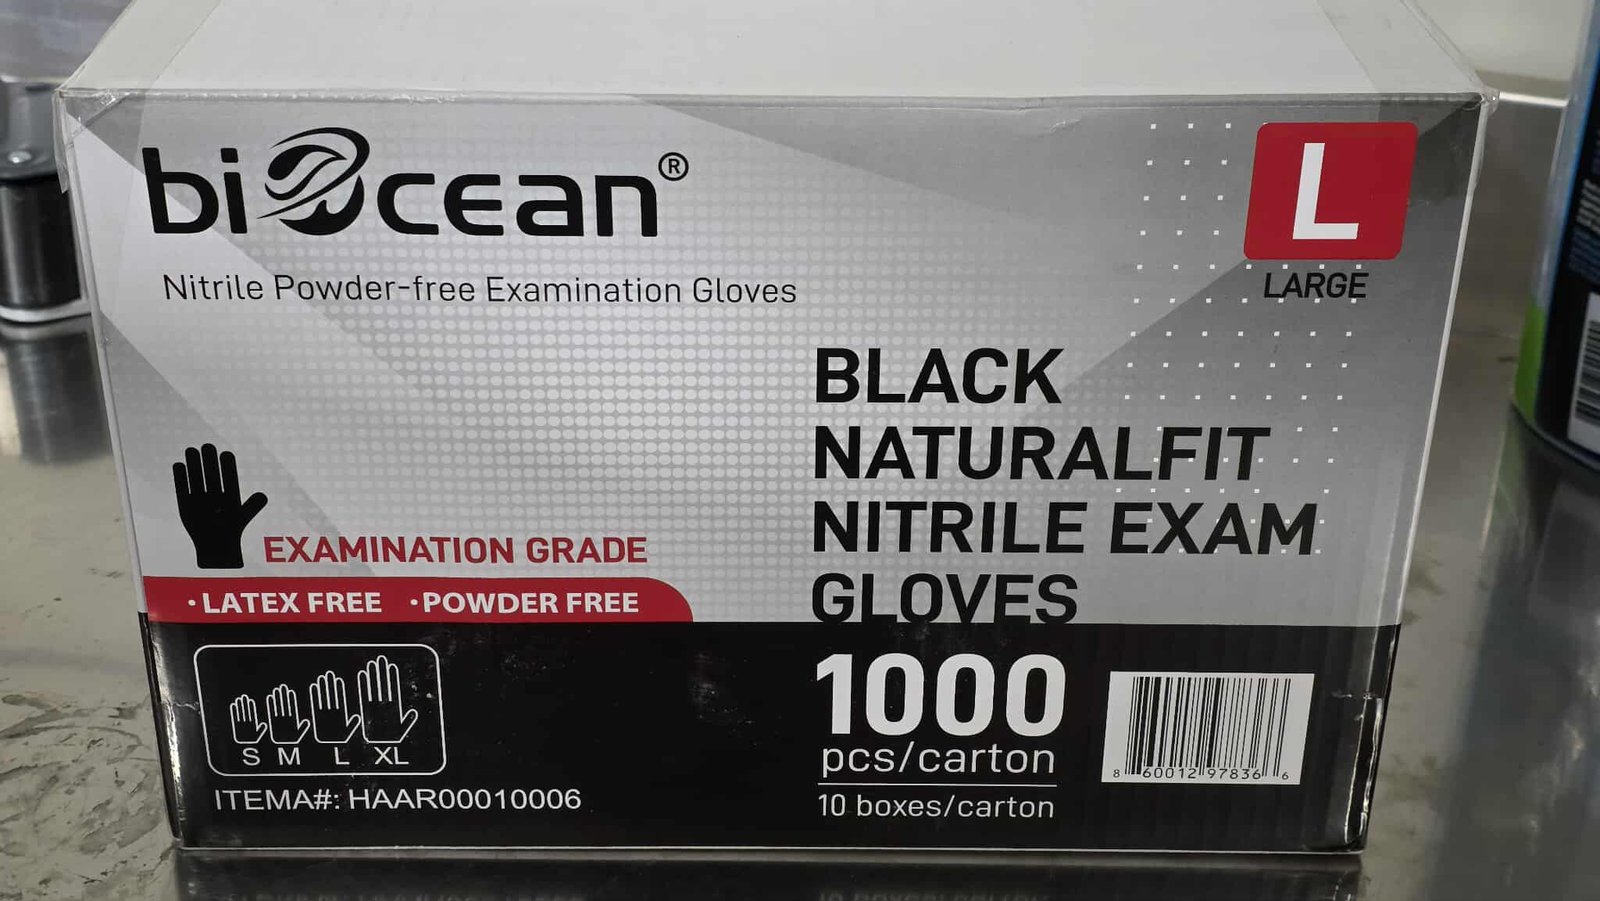 biOcean®
Nitrile Powder-free Examination Gloves
L
LARGE
BLACK
NATURALFIT
NITRILE EXAM
GLOVES
EXAMINATION GRADE
• LATEX FREE • POWDER FREE
S M L XL
ITEMA#: HAAR00010006
1000
pcs/carton
10 boxes/carton
8 60012 97836 6